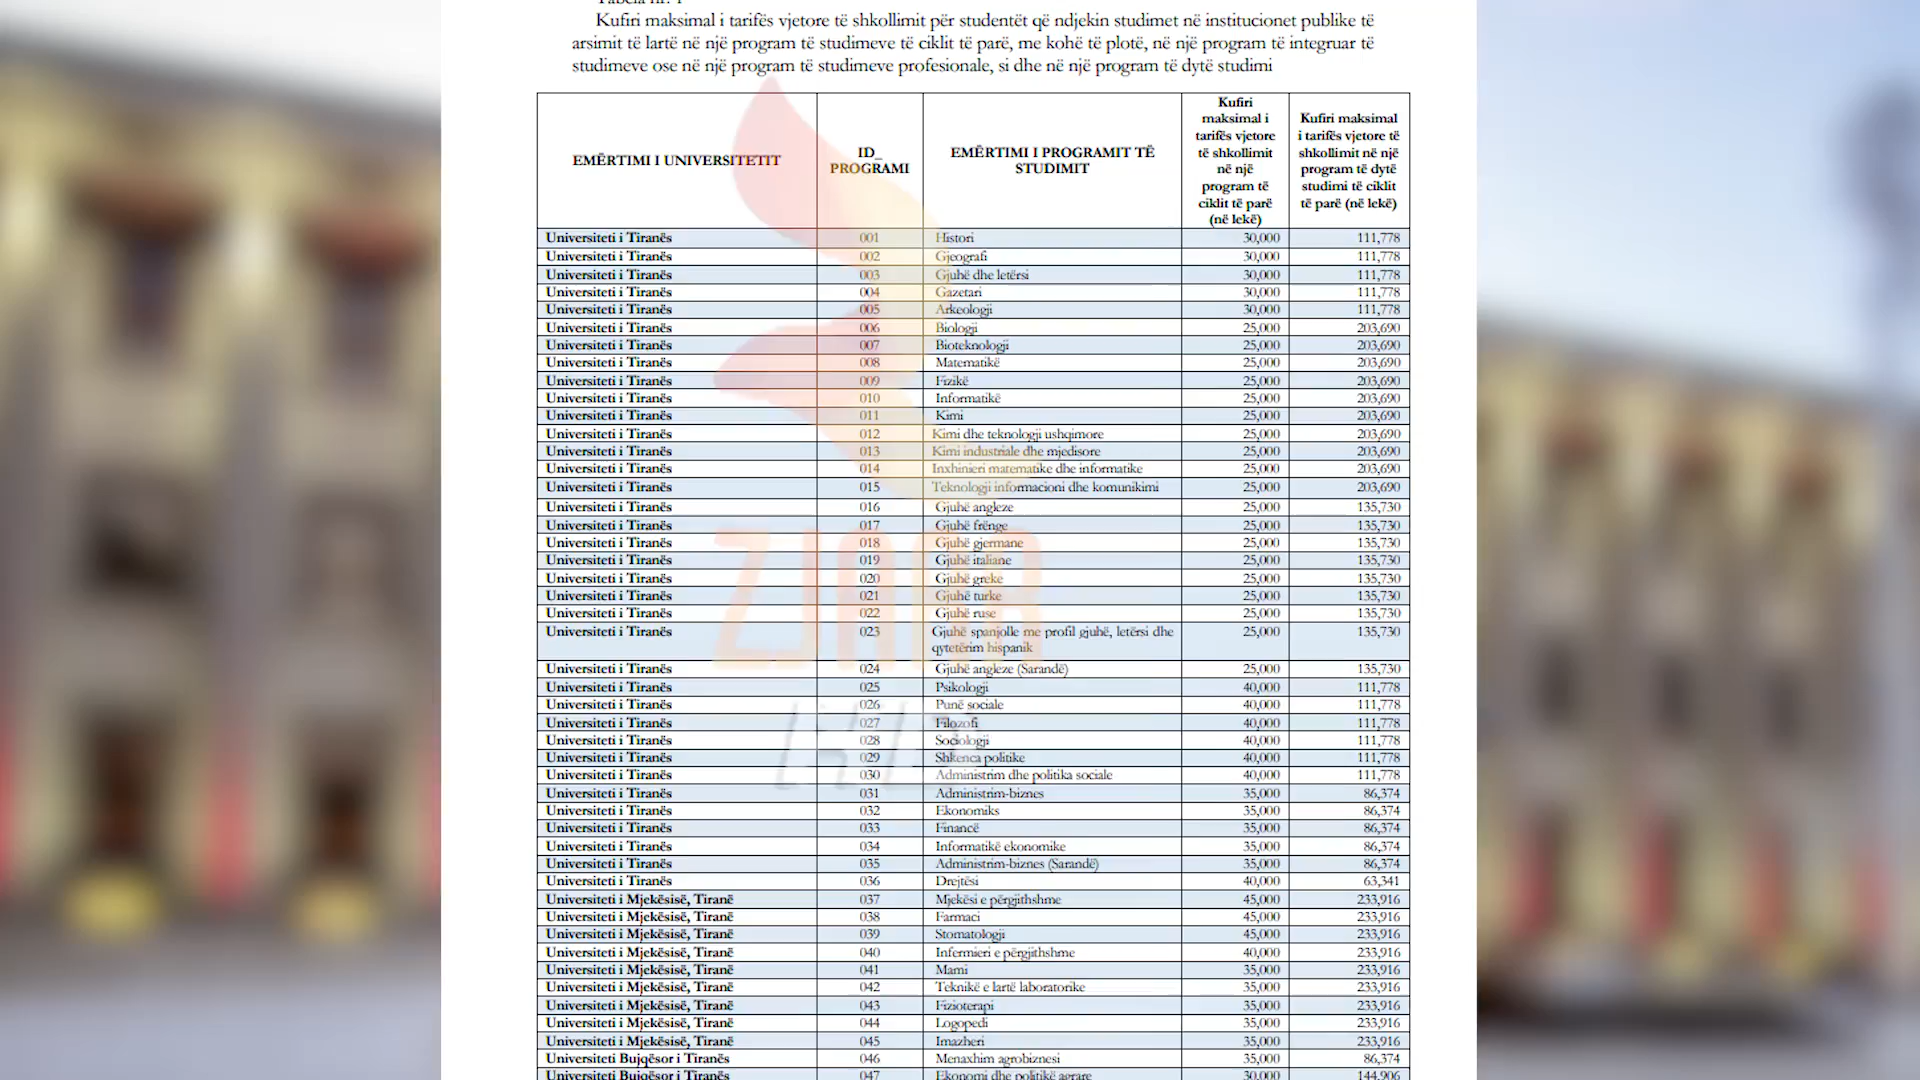 Tabela nr. 1
Kufiri maksimal i tarifës vjetore të shkollimit për studentët që ndjekin studimet në institucionet publike të
arsimit të lartë në një program të studimeve të ciklit të parë, me kohë të plotë, në një program të integruar të
studimeve ose në një program të studimeve profesionale, si dhe në një program të dytë studimi
EMËRTIMI I UNIVERSITETIT
ID_
PROGRAMI
EMËRTIMI I PROGRAMIT TË
STUDIMIT
Kufiri
maksimal i
tarifës vjetore
të shkollimit
në një
program të
ciklit të parë
(në lekë)
Kufiri maksimal
i tarifës vjetore të
shkollimit në një
program të dytë
studimi të ciklit
të parë (në lekë)
Universiteti i Tiranës 001 Histori 30,000 111,778
Universiteti i Tiranës 002 Gjeografi 30,000 111,778
Universiteti i Tiranës 003 Gjuhë dhe letërsi 30,000 111,778
Universiteti i Tiranës 004 Gazetari 30,000 111,778
Universiteti i Tiranës 005 Arkeologji 30,000 111,778
Universiteti i Tiranës 006 Biologji 25,000 203,690
Universiteti i Tiranës 007 Bioteknologji 25,000 203,690
Universiteti i Tiranës 008 Matematikë 25,000 203,690
Universiteti i Tiranës 009 Fizikë 25,000 203,690
Universiteti i Tiranës 010 Informatikë 25,000 203,690
Universiteti i Tiranës 011 Kimi 25,000 203,690
Universiteti i Tiranës 012 Kimi dhe teknologji ushqimore 25,000 203,690
Universiteti i Tiranës 013 Kimi industriale dhe mjedisore 25,000 203,690
Universiteti i Tiranës 014 Inxhinieri matematike dhe informatike 25,000 203,690
Universiteti i Tiranës 015 Teknologji informacioni dhe komunikimi 25,000 203,690
Universiteti i Tiranës 016 Gjuhë angleze 25,000 135,730
Universiteti i Tiranës 017 Gjuhë frënge 25,000 135,730
Universiteti i Tiranës 018 Gjuhë gjermane 25,000 135,730
Universiteti i Tiranës 019 Gjuhë italiane 25,000 135,730
Universiteti i Tiranës 020 Gjuhë greke 25,000 135,730
Universiteti i Tiranës 021 Gjuhë turke 25,000 135,730
Universiteti i Tiranës 022 Gjuhë ruse 25,000 135,730
Universiteti i Tiranës 023 Gjuhë spanjolle me profil gjuhë, letërsi dhe 25,000 135,730
qytetërim hispanik
Universiteti i Tiranës 024 Gjuhë angleze (Sarandë) 25,000 135,730
Universiteti i Tiranës 025 Psikologji 40,000 111,778
Universiteti i Tiranës 026 Punë sociale 40,000 111,778
Universiteti i Tiranës 027 Filozofi 40,000 111,778
Universiteti i Tiranës 028 Sociologji 40,000 111,778
Universiteti i Tiranës 029 Shkenca politike 40,000 111,778
Universiteti i Tiranës 030 Administrim dhe politika sociale 40,000 111,778
Universiteti i Tiranës 031 Administrim-biznes 35,000 86,374
Universiteti i Tiranës 032 Ekonomiks 35,000 86,374
Universiteti i Tiranës 033 Financë 35,000 86,374
Universiteti i Tiranës 034 Informatikë ekonomike 35,000 86,374
Universiteti i Tiranës 035 Administrim-biznes (Sarandë) 35,000 86,374
Universiteti i Tiranës 036 Drejtësi 40,000 63,341
Universiteti i Mjekësisë, Tiranë 037 Mjekësi e përgjithshme 45,000 233,916
Universiteti i Mjekësisë, Tiranë 038 Farmaci 45,000 233,916
Universiteti i Mjekësisë, Tiranë 039 Stomatologji 45,000 233,916
Universiteti i Mjekësisë, Tiranë 040 Infermieri e përgjithshme 40,000 233,916
Universiteti i Mjekësisë, Tiranë 041 Mami 35,000 233,916
Universiteti i Mjekësisë, Tiranë 042 Teknikë e lartë laboratorike 35,000 233,916
Universiteti i Mjekësisë, Tiranë 043 Fizioterapi 35,000 233,916
Universiteti i Mjekësisë, Tiranë 044 Logopedi 35,000 233,916
Universiteti i Mjekësisë, Tiranë 045 Imazheri 35,000 233,916
Universiteti Bujqësor i Tiranës 046 Menaxhim agrobiznesi 35,000 86,374
Universiteti Bujqësor i Tiranës 047 Ekonomi dhe politikë agrare 30,000 144,906